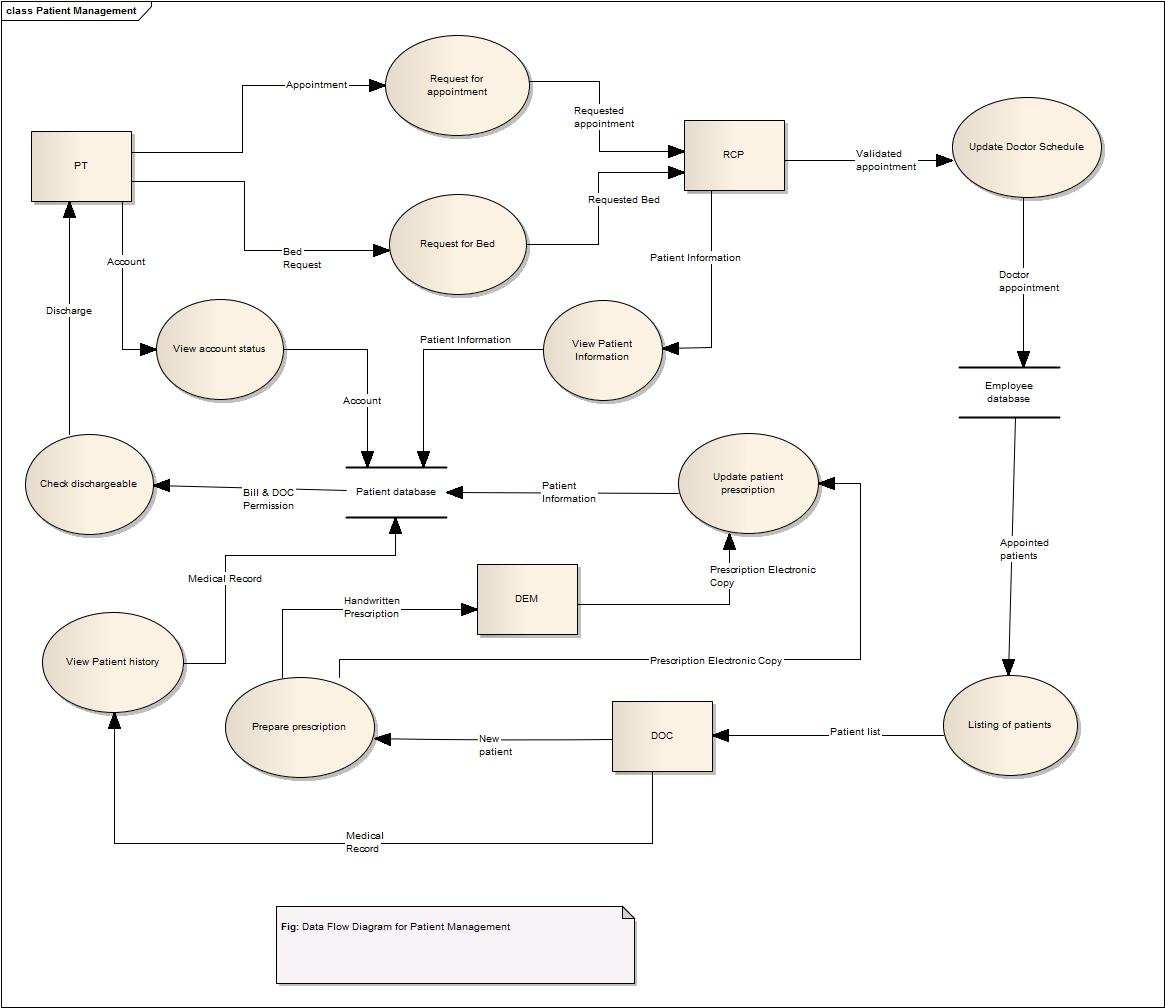 class Patient Management
Appointment
Request for
appointment
Requested
appointment
PT
RCP
Validated
appointment
Update Doctor Schedule
Requested Bed
Request for Bed
Bed
Request
Account
Patient Information
Doctor
appointment
Discharge
View account status
Patient Information
View Patient
Information
Account
Employee
database
Check dischargeable
Bill & DOC
Permission
Patient database
Patient
Information
Update patient
prescription
Appointed
patients
Medical Record
Handwritten
Prescription
DEM
Prescription Electronic
Copy
View Patient history
Prescription Electronic Copy
Prepare prescription
New
patient
DOC
Patient list
Listing of patients
Medical
Record
Fig: Data Flow Diagram for Patient Management